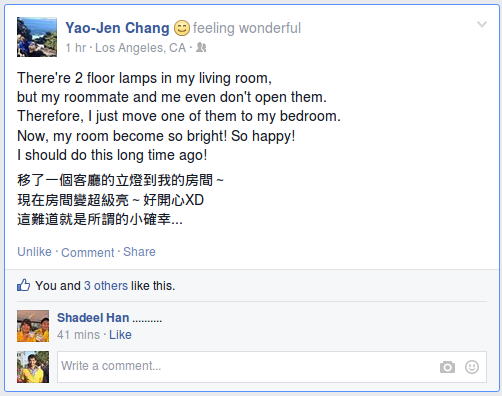 Yao-Jen Chang 😊 feeling wonderful
1 hr · Los Angeles, CA ·
There're 2 floor lamps in my living room,
but my roommate and me even don't open them.
Therefore, I just move one of them to my bedroom.
Now, my room become so bright! So happy!
I should do this long time ago!
移了一個客廳的立燈到我的房間～
現在房間變超級亮～好開心XD
這難道就是所謂的小確幸...
Unlike · Comment · Share
You and 3 others like this.
Shadeel Han ..........
41 mins · Like
Write a comment...